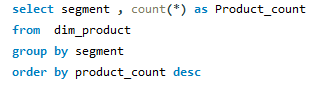 select segment , count(*) as Product_count
from  dim_product
group by segment
order by product_count desc